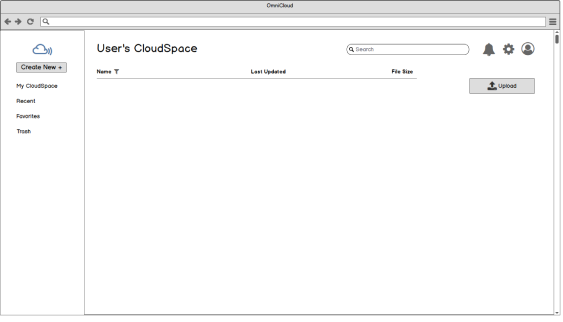 OmniCloud
User's CloudSpace
Search
Create New +
Name
Last Updated
File Size
My CloudSpace
Upload
Recent
Favorites
Trash